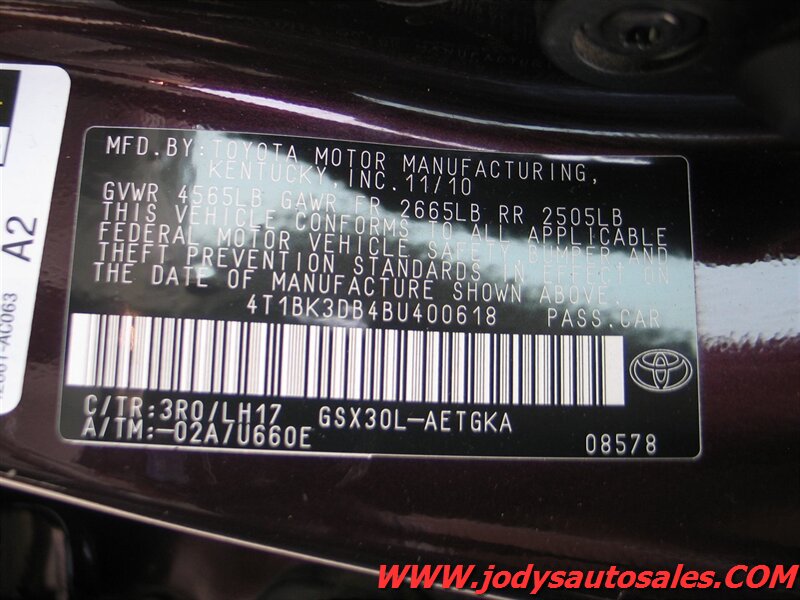 MFD.BY:TOYOTA MOTOR MANUFACTURING,
KENTUCKY, INC. 11/10
GVWR 4565LB GAWR FR 2665LB RR 2505LB
THIS VEHICLE CONFORMS TO ALL APPLICABLE
FEDERAL MOTOR VEHICLE SAFETY, BUMPER AND
THEFT PREVENTION STANDARDS IN EFFECT ON
THE DATE OF MANUFACTURE SHOWN ABOVE.
4T1BK3DB4BU400618 PASS.CAR
C/TR:3R0/LH17 GSX30L-AETGKA
A/TM:-02A/U660E
08578
A2
www.jodysautosales.com